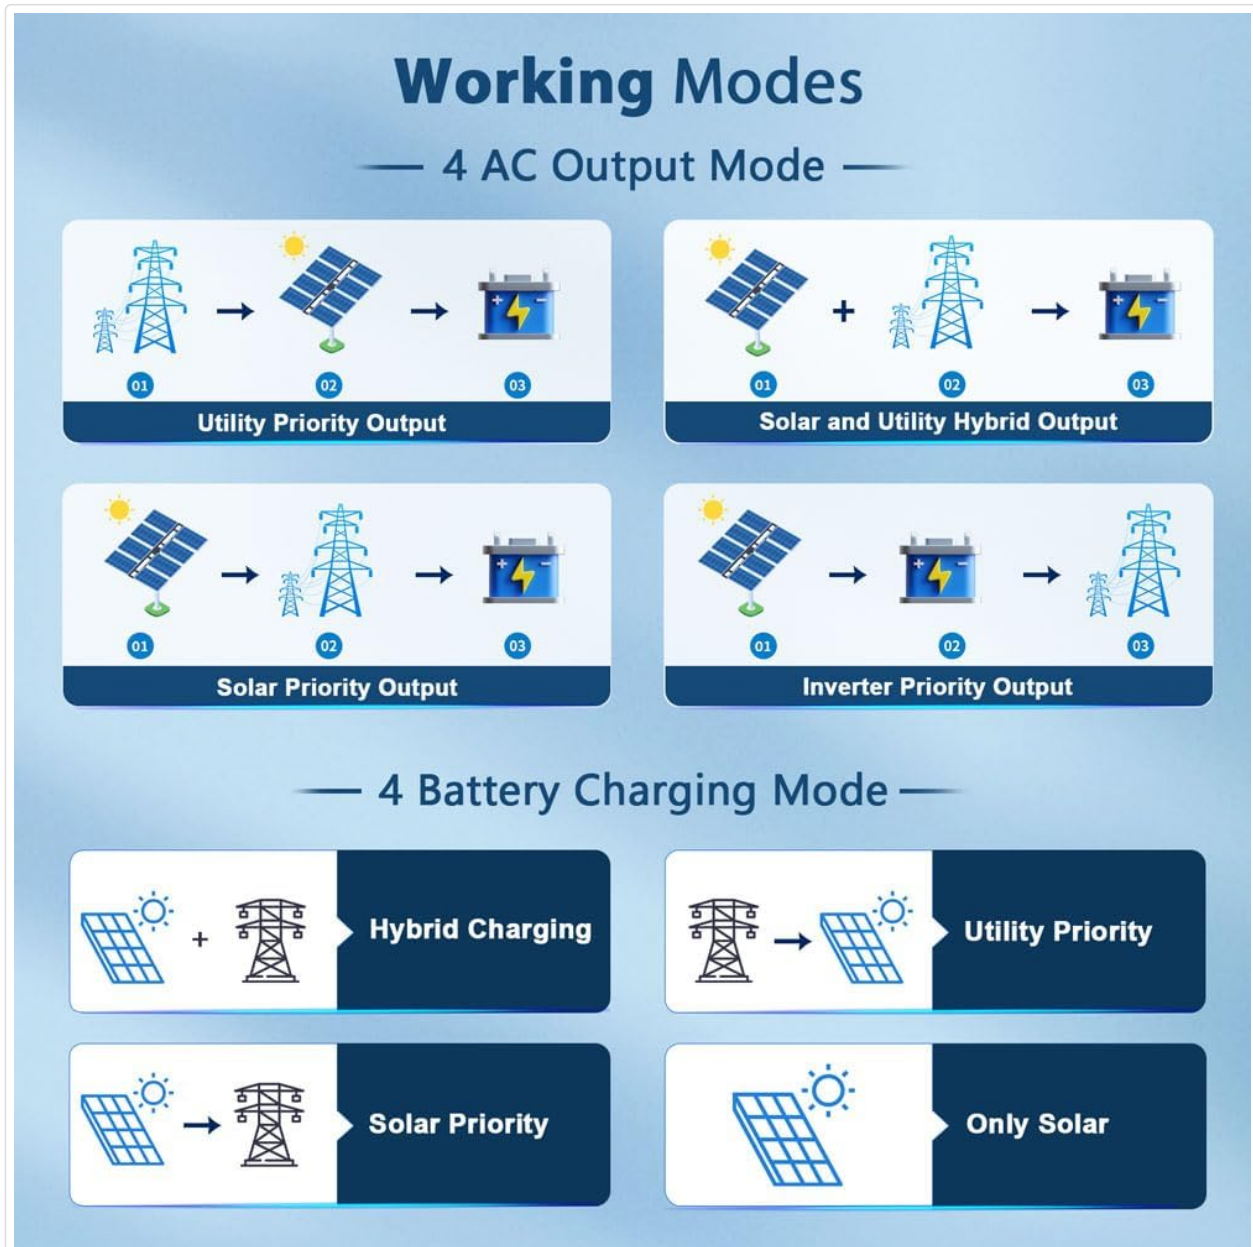 Working Modes
4 AC Output Mode
01 02 03
Utility Priority Output
01 + 02 03
Solar and Utility Hybrid Output
01 02 03
Solar Priority Output
01 02 03
Inverter Priority Output
4 Battery Charging Mode
+
Hybrid Charging
Utility Priority
Solar Priority
Only Solar